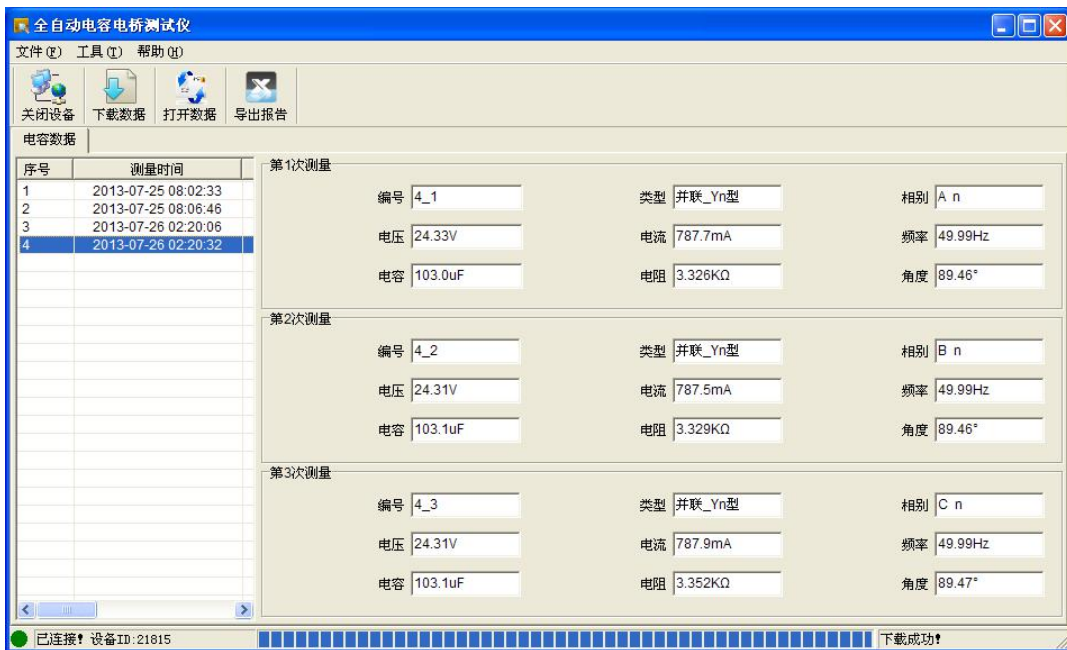 全自动电容电桥测试仪
文件(F) 工具(T) 帮助(H)
关闭设备 下载数据 打开数据 导出报告
电容数据
序号 测量时间
1 2013-07-25 08:02:33
2 2013-07-25 08:06:46
3 2013-07-26 02:20:06
4 2013-07-26 02:20:32
第1次测量
编号 4_1 类型 并联_Yn型 相别 A n
电压 24.33V 电流 787.7mA 频率 49.99Hz
电容 103.0uF 电阻 3.326KΩ 角度 89.46°
第2次测量
编号 4_2 类型 并联_Yn型 相别 B n
电压 24.31V 电流 787.5mA 频率 49.99Hz
电容 103.1uF 电阻 3.329KΩ 角度 89.46°
第3次测量
编号 4_3 类型 并联_Yn型 相别 C n
电压 24.31V 电流 787.9mA 频率 49.99Hz
电容 103.1uF 电阻 3.352KΩ 角度 89.47°
已连接! 设备ID:21815 下载成功!